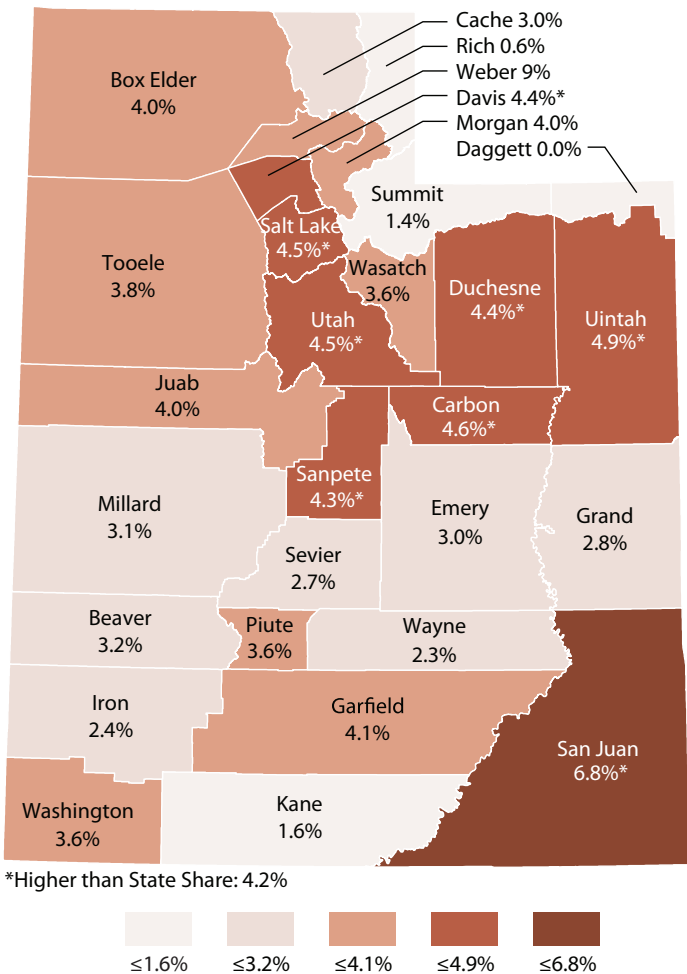 Cache 3.0%
Rich 0.6%
Weber 9%
Davis 4.4%*
Morgan 4.0%
Daggett 0.0%
Box Elder
4.0%
Summit
1.4%
Salt Lake
4.5%*
Tooele
3.8%
Wasatch
3.6%
Duchesne
4.4%*
Uintah
4.9%*
Utah
4.5%*
Juab
4.0%
Carbon
4.6%*
Sanpete
4.3%*
Millard
3.1%
Emery
3.0%
Grand
2.8%
Sevier
2.7%
Beaver
3.2%
Piute
3.6%
Wayne
2.3%
Iron
2.4%
Garfield
4.1%
San Juan
6.8%*
Washington
3.6%
Kane
1.6%
*Higher than State Share: 4.2%
≤1.6% ≤3.2% ≤4.1% ≤4.9% ≤6.8%